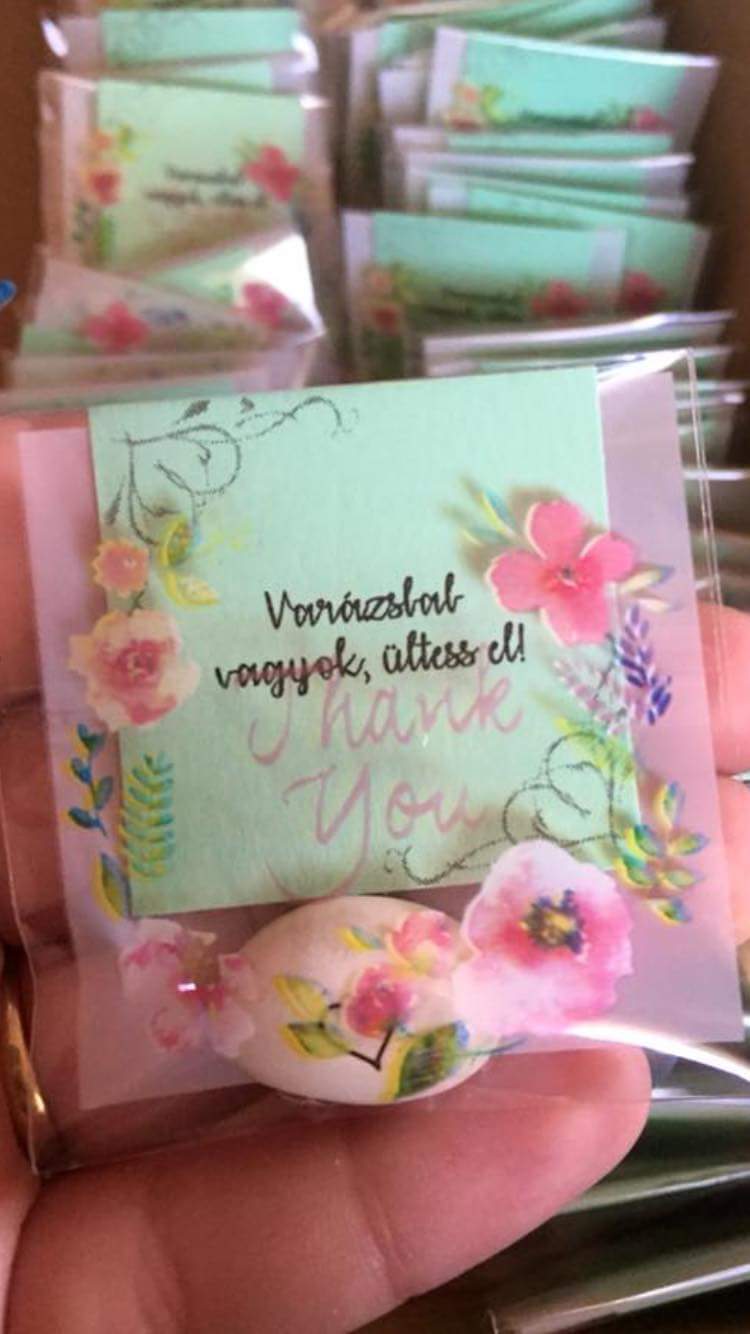 Varázsbab
vagyok, ültess el!
Thank
You